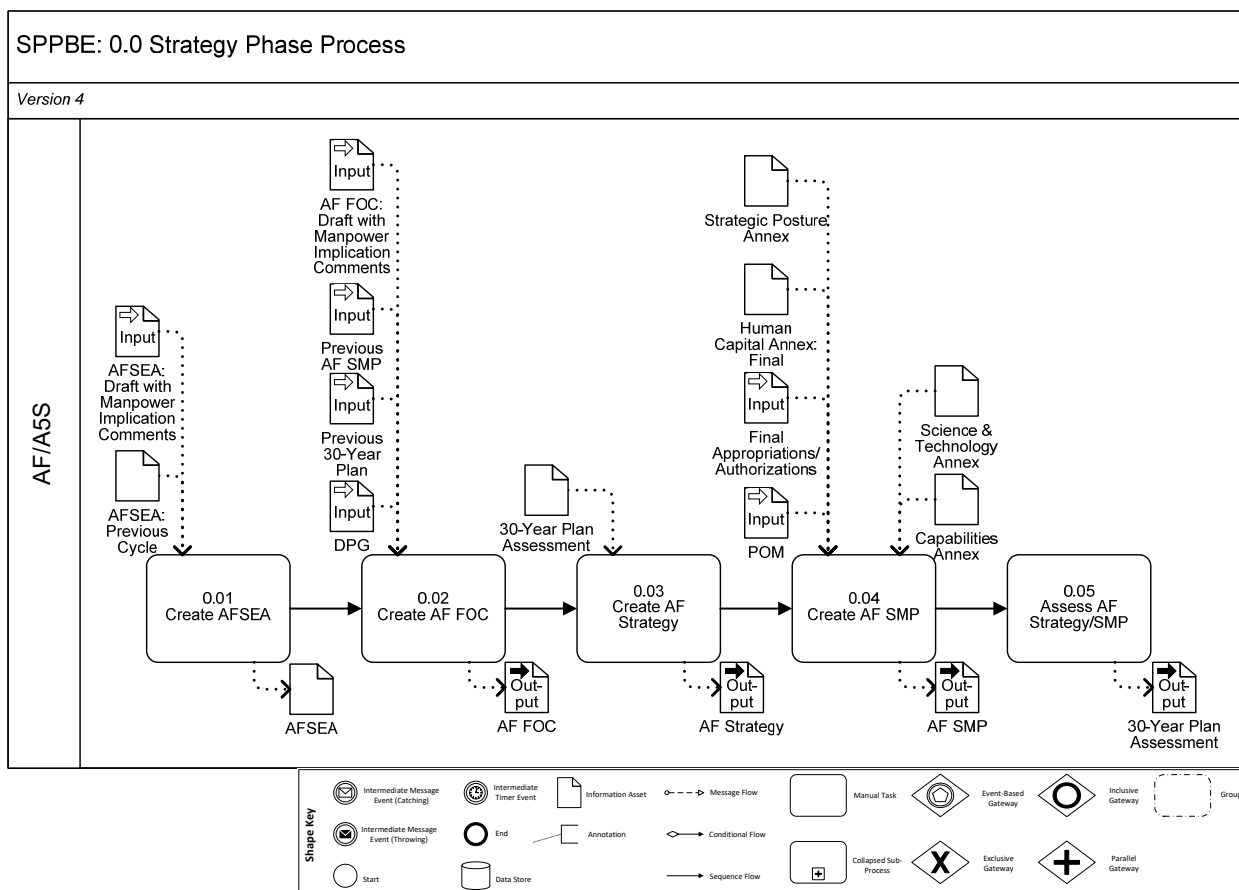 SPPBE: 0.0 Strategy Phase Process
Version 4
AF/A5S
Input
AFSEA:
Draft with
Manpower
Implication
Comments
AFSEA:
Previous
Cycle
Input
AF FOC:
Draft with
Manpower
Implication
Comments
Input
Previous
AF SMP
Input
Previous
30-Year
Plan
Input
DPG
30-Year Plan
Assessment
Strategic Posture
Annex
Human
Capital Annex:
Final
Input
Final
Appropriations/
Authorizations
Input
POM
Science &
Technology
Annex
Capabilities
Annex
0.01
Create AFSEA
0.02
Create AF FOC
0.03
Create AF
Strategy
0.04
Create AF SMP
0.05
Assess AF
Strategy/SMP
AFSEA
Out-
put
AF FOC
Out-
put
AF Strategy
Out-
put
AF SMP
Out-
put
30-Year Plan
Assessment
Shape Key
Intermediate Message
Event (Catching)
Intermediate Message
Event (Throwing)
Start
Intermediate
Timer Event
End
Data Store
Information Asset
Annotation
Message Flow
Conditional Flow
Sequence Flow
Manual Task
Collapsed Sub-
Process
Event-Based
Gateway
Exclusive
Gateway
Inclusive
Gateway
Parallel
Gateway
Group